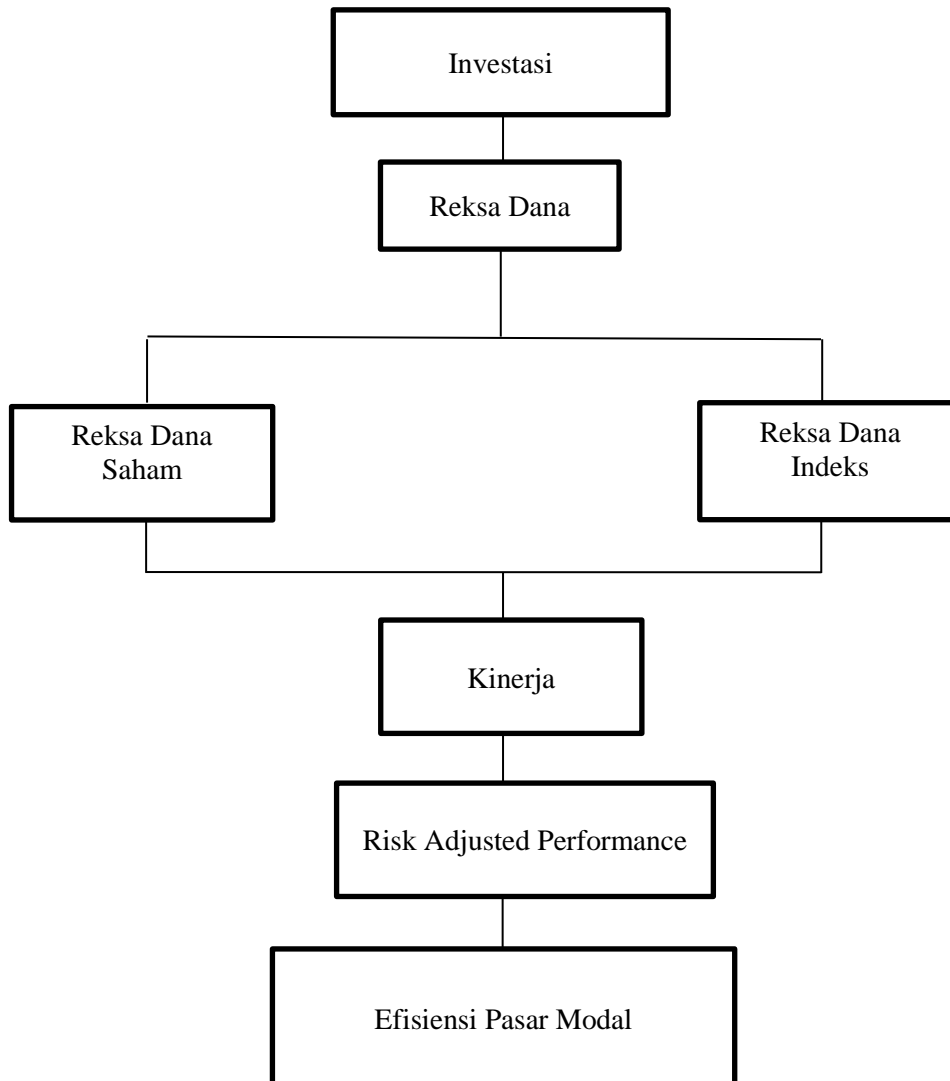 Investasi
Reksa Dana
Reksa Dana
Saham
Reksa Dana
Indeks
Kinerja
Risk Adjusted Performance
Efisiensi Pasar Modal